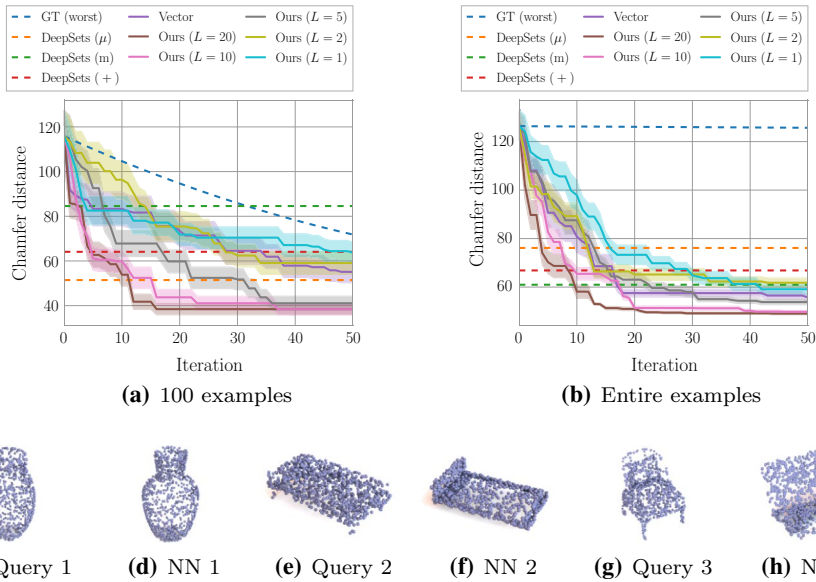 GT (worst) Vector Ours (L = 5)
DeepSets (μ) Ours (L = 20) Ours (L = 2)
DeepSets (m) Ours (L = 10) Ours (L = 1)
DeepSets (+)
120
100
80
60
40
Chamfer distance
0 10 20 30 40 50
Iteration
(a) 100 examples
GT (worst) Vector Ours (L = 5)
DeepSets (μ) Ours (L = 20) Ours (L = 2)
DeepSets (m) Ours (L = 10) Ours (L = 1)
DeepSets (+)
120
100
80
60
Chamfer distance
0 10 20 30 40 50
Iteration
(b) Entire examples
Query 1 (d) NN 1 (e) Query 2 (f) NN 2 (g) Query 3 (h) N